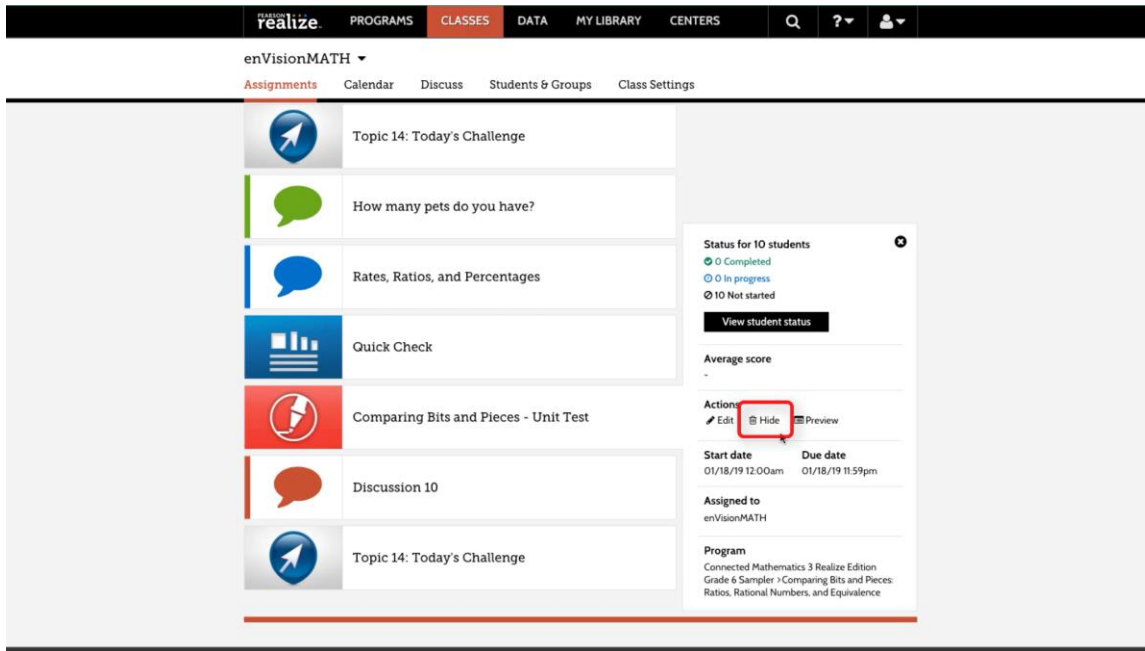 PEARSON
realize. PROGRAMS CLASSES DATA MY LIBRARY CENTERS ?
enVisionMATH
Assignments Calendar Discuss Students & Groups Class Settings
Topic 14: Today's Challenge
How many pets do you have?
Rates, Ratios, and Percentages
Quick Check
Comparing Bits and Pieces - Unit Test
Discussion 10
Topic 14: Today's Challenge
Status for 10 students
0 Completed
0 In progress
10 Not started
View student status
Average score
-
Actions
Edit Hide Preview
Start date Due date
01/18/19 12:00am 01/18/19 11:59pm
Assigned to
enVisionMATH
Program
Connected Mathematics 3 Realize Edition
Grade 6 Sampler >Comparing Bits and Pieces:
Ratios, Rational Numbers, and Equivalence